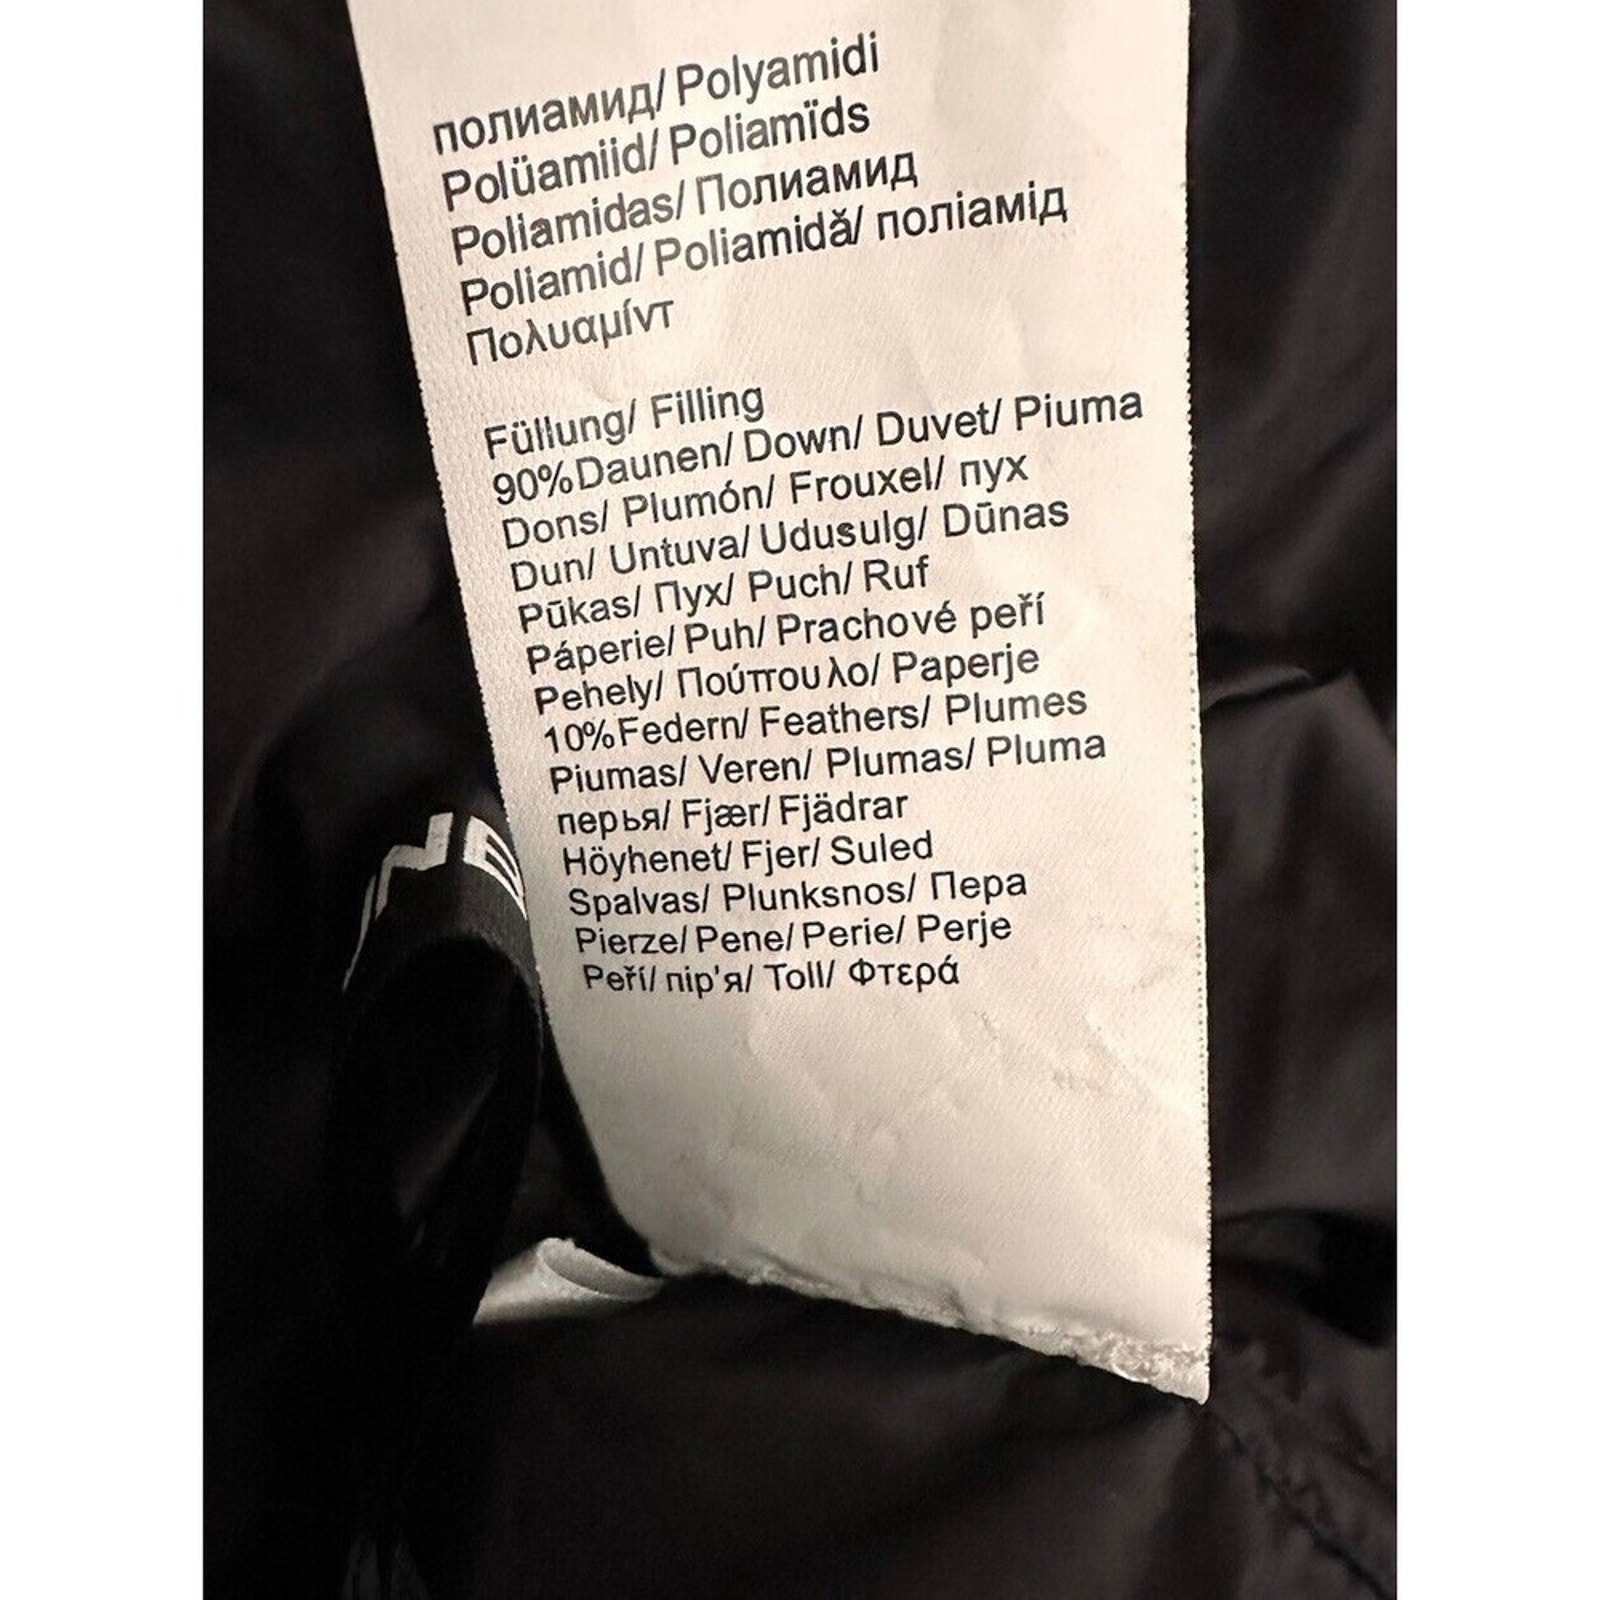 полиамид/ Polyamidi
Polüamiid/ Poliamïds
Poliamidas/ Полиамид
Poliamid/ Poliamidă/ поліамід
Πολυαμίντ
Füllung/ Filling
90%Daunen/ Down/ Duvet/ Piuma
Dons/ Plumón/ Frouxel/ пух
Dun/ Untuva/ Udusulg/ Dūnas
Pūkas/ Пух/ Puch/ Ruf
Páperie/ Puh/ Prachové peří
Pehely/ Πούπουλο/ Paperje
10%Federn/ Feathers/ Plumes
Piumas/ Veren/ Plumas/ Pluma
перья/ Fjær/ Fjädrar
Höyhenet/ Fjer/ Suled
Spalvas/ Plunksnos/ Пера
Pierze/ Pene/ Perie/ Perje
Peří/ пір'я/ Toll/ Φτερά